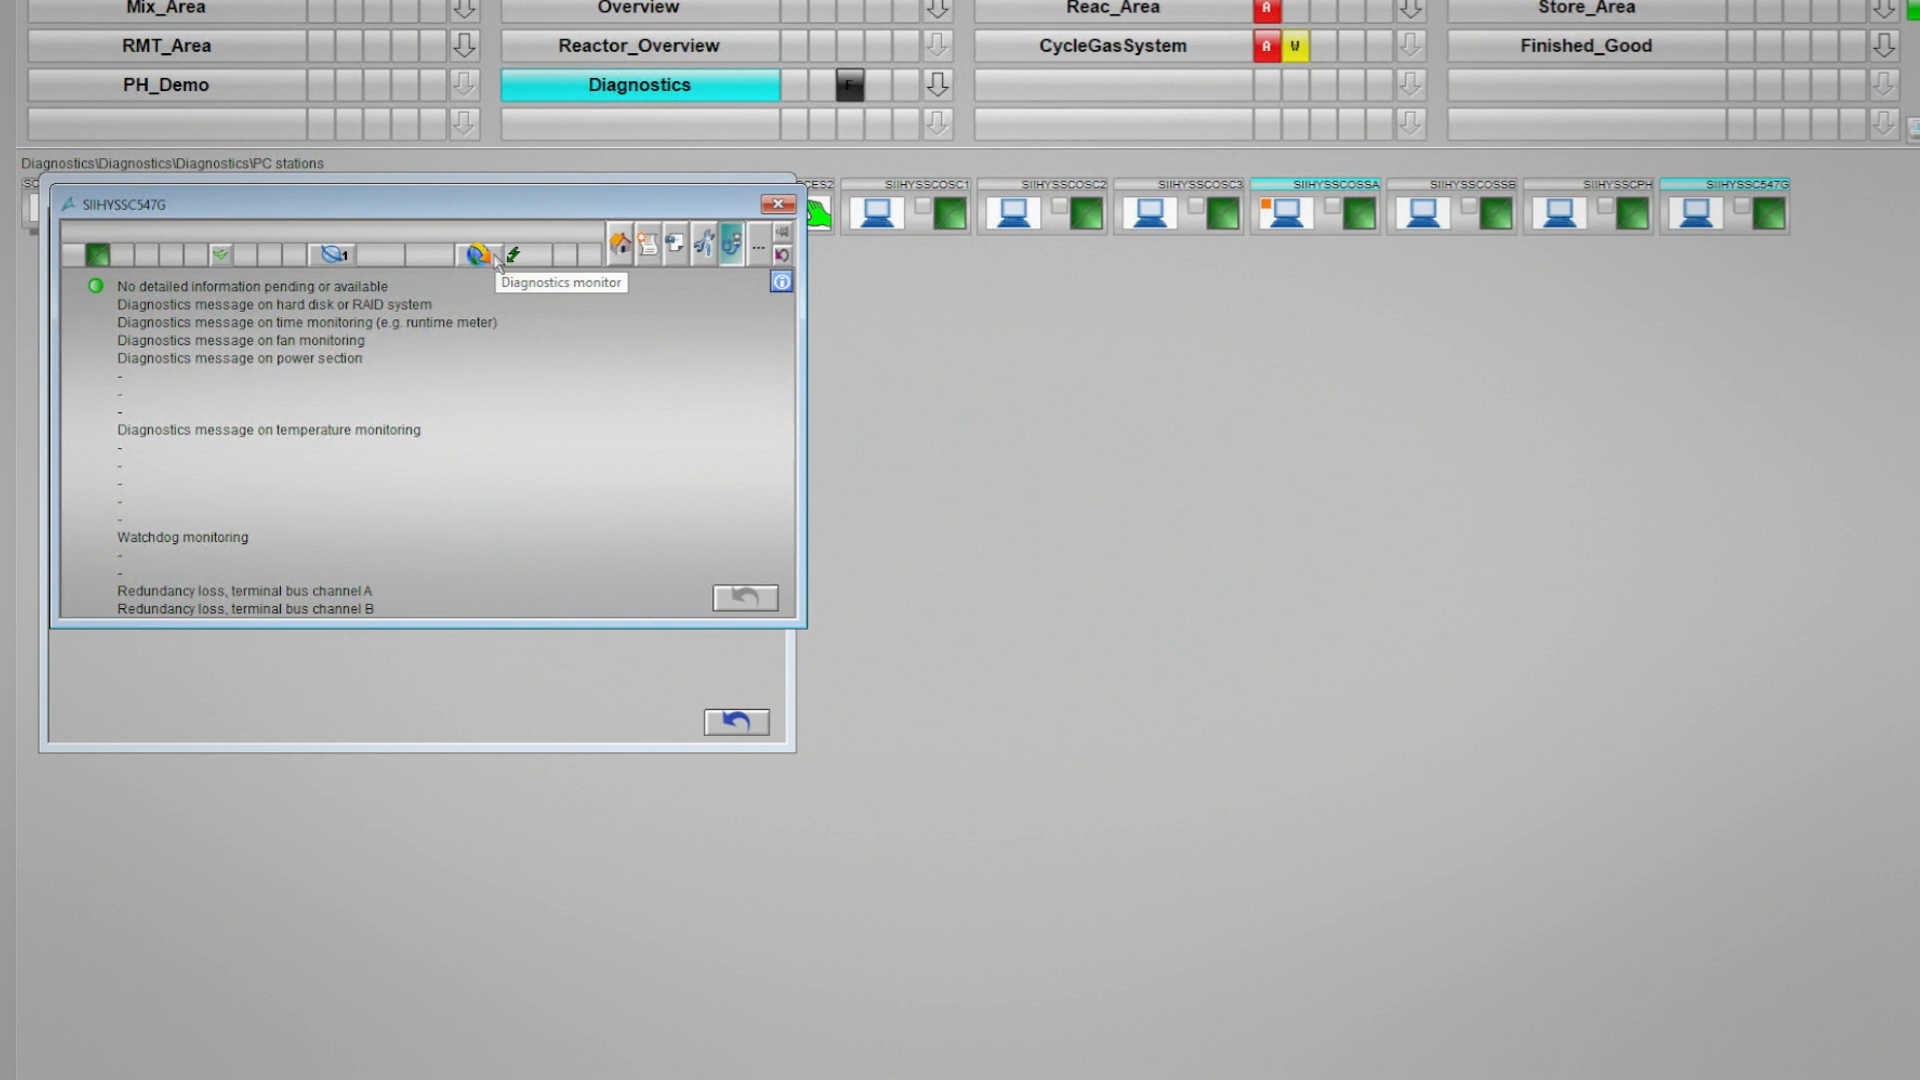 Mix_Area Overview Reac_Area A Store_Area
RMT_Area Reactor_Overview CycleGasSystem A W Finished_Good
PH_Demo Diagnostics F
Diagnostics\Diagnostics\Diagnostics\PC stations
SIIHYSSCOSC1 SIIHYSSCOSC2 SIIHYSSCOSC3 SIIHYSSCOSSA SIIHYSSCOSSB SIIHYSSCPH SIIHYSSC547G
SIIHYSSC547G
1
...
Diagnostics monitor
No detailed information pending or available
Diagnostics message on hard disk or RAID system
Diagnostics message on time monitoring (e.g. runtime meter)
Diagnostics message on fan monitoring
Diagnostics message on power section
-
-
-
Diagnostics message on temperature monitoring
-
-
-
-
-
Watchdog monitoring
-
-
Redundancy loss, terminal bus channel A
Redundancy loss, terminal bus channel B